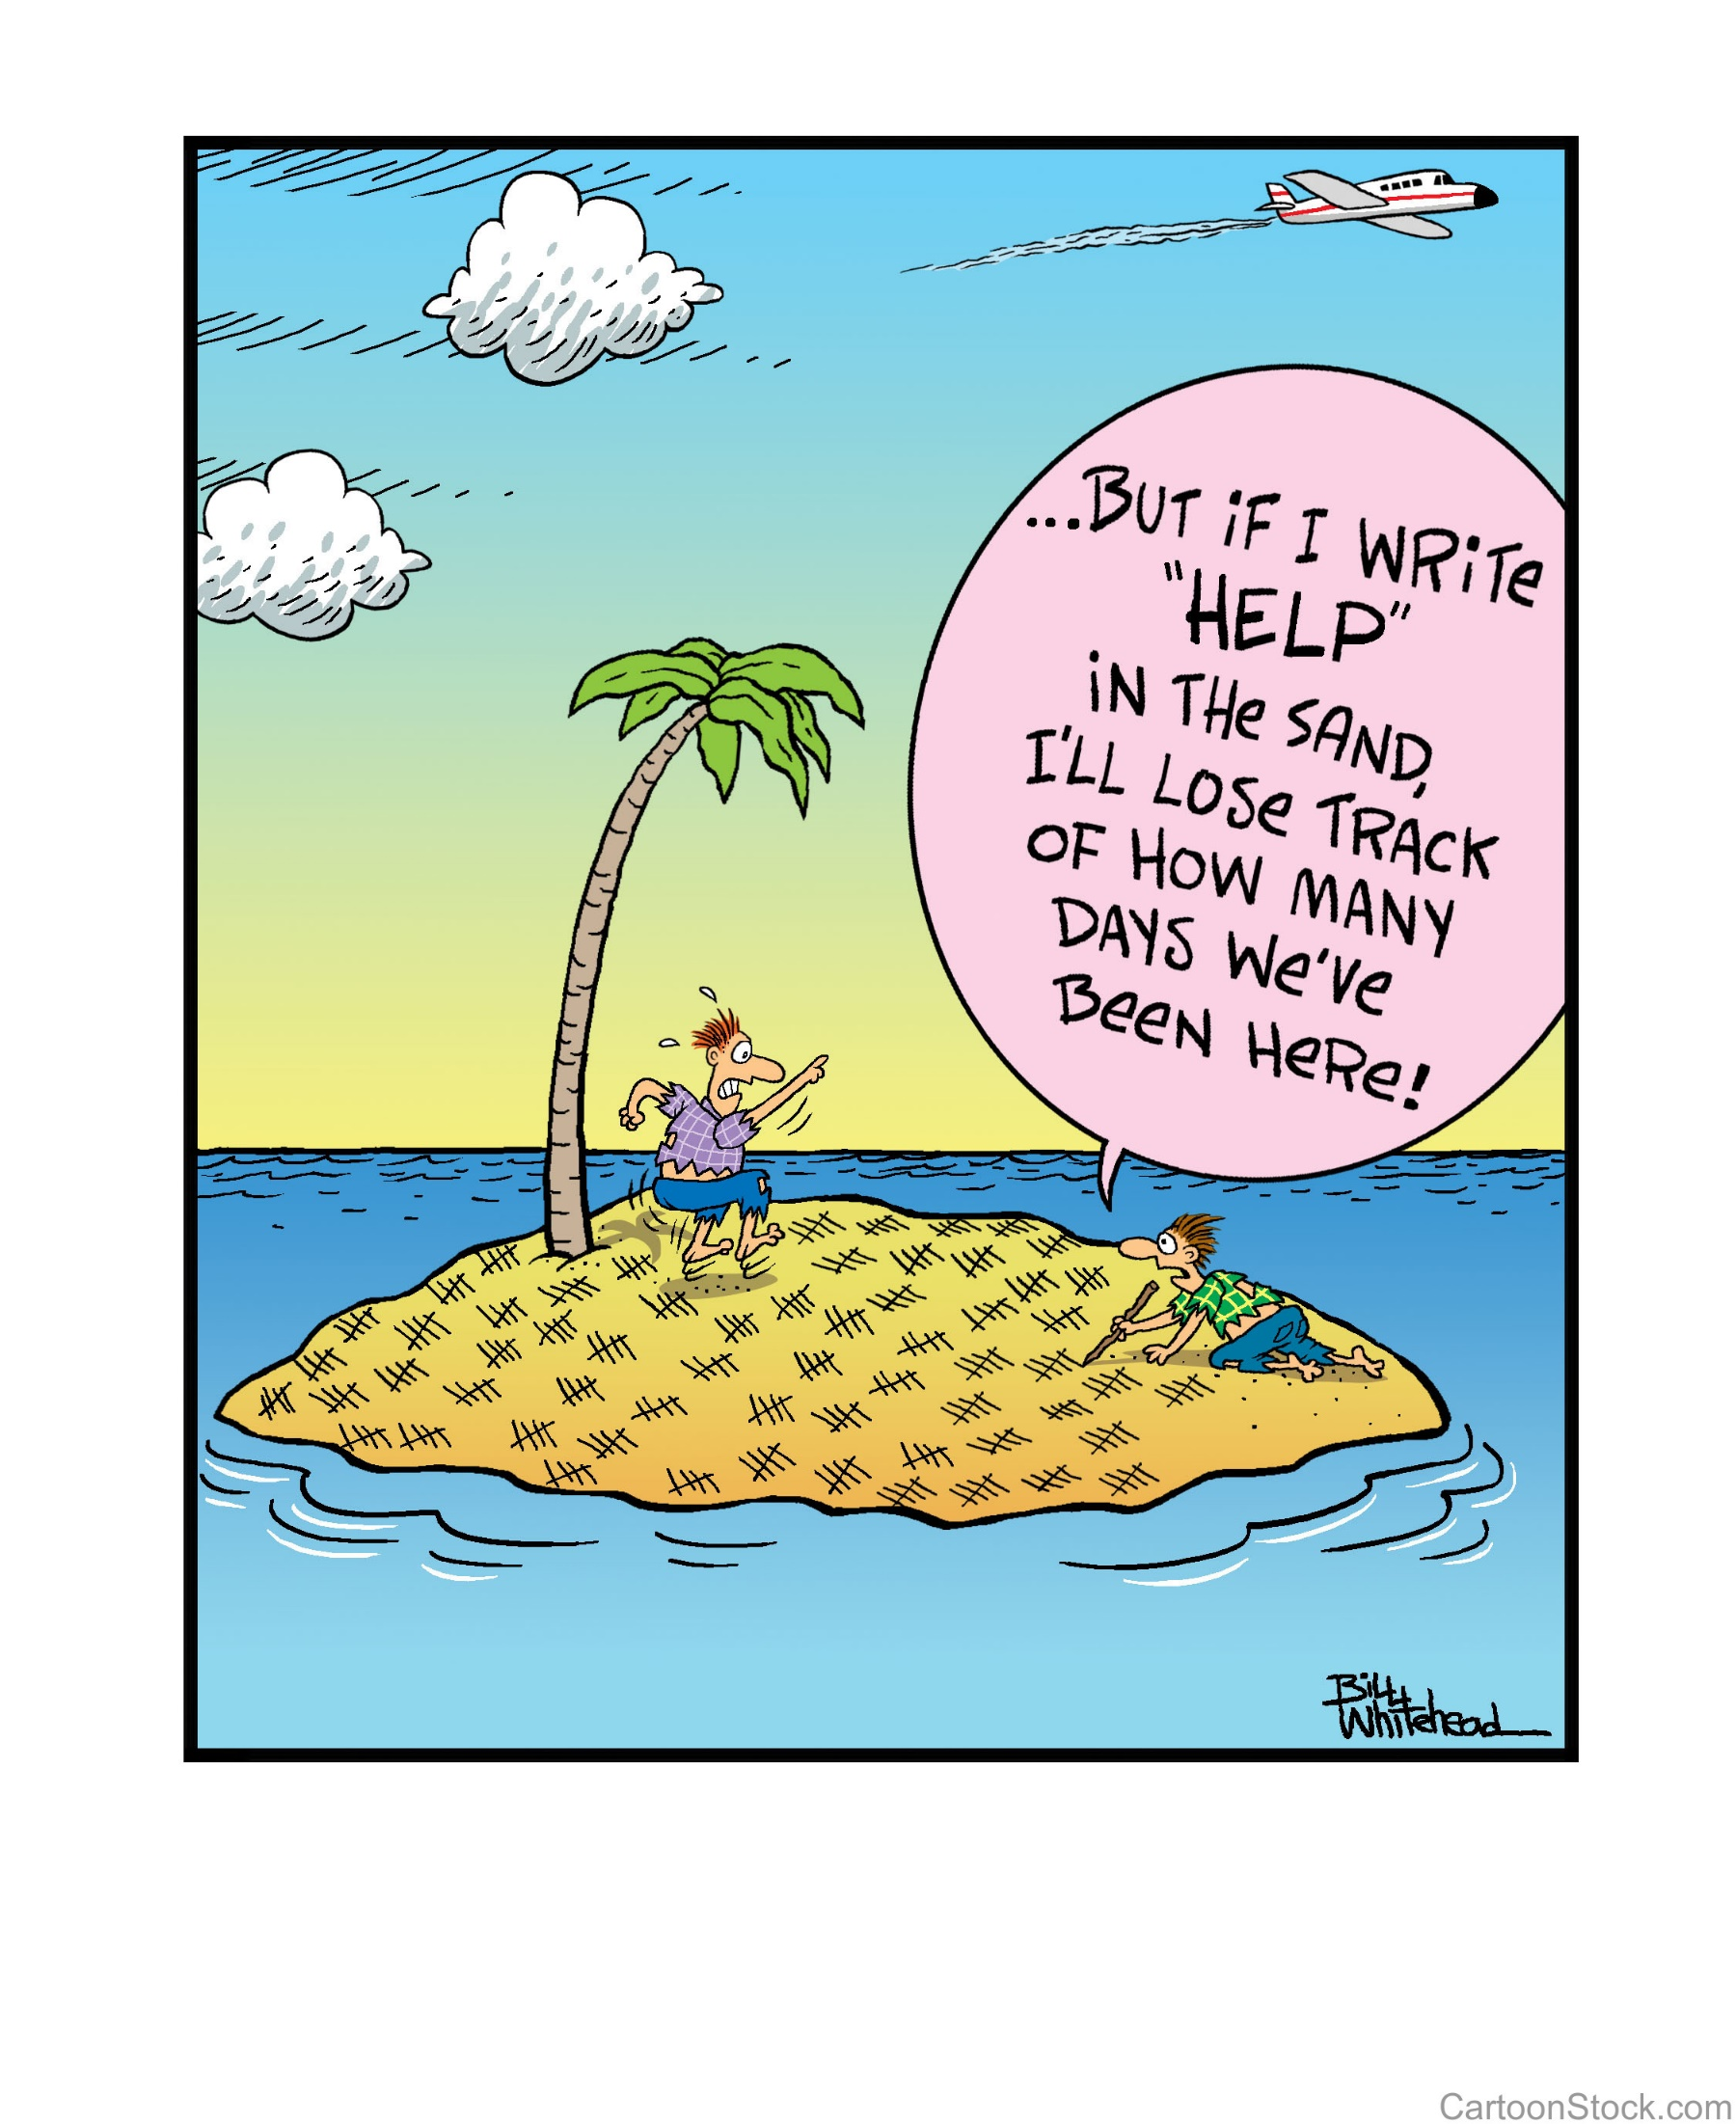 ...BUT iF I WRiTe
"HELP"
iN THe SAND,
I'LL LOSe TRACK
OF HOW MANY
DAYS We'Ve
BeeN HeRe!
Bill
Whitehead
CartoonStock.com